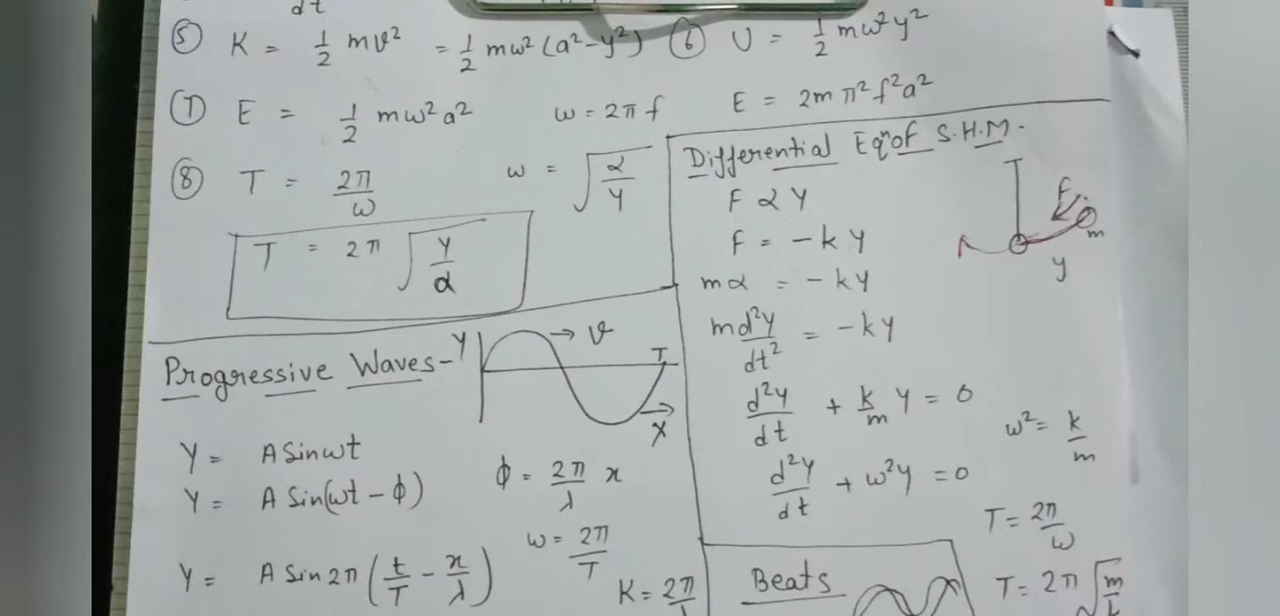 dt
⑤ K = 1/2 mv² = 1/2 mω² (a²-y²) ⑥ U = 1/2 mω²y²
⑦ E = 1/2 mω²a² ω = 2πf E = 2mπ²f²a²
⑧ T = 2π/ω ω = √(α/y)
T = 2π √(y/α)
Progressive Waves-
Y
v
T
X
Y = A Sinωt
Y = A Sin(ωt - ϕ) ϕ = 2π/λ x
ω = 2π/T
Y = A Sin 2π (t/T - x/λ)
K = 2π/
Differential Eqⁿ of S.H.M.
F α Y
F = -kY
mα = -kY
md²y/dt² = -kY
d²y/dt + k/m Y = 0
ω² = k/m
d²y/dt + ω²y = 0
T = 2π/ω
T = 2π √(m/k)
F
m
y
Beats